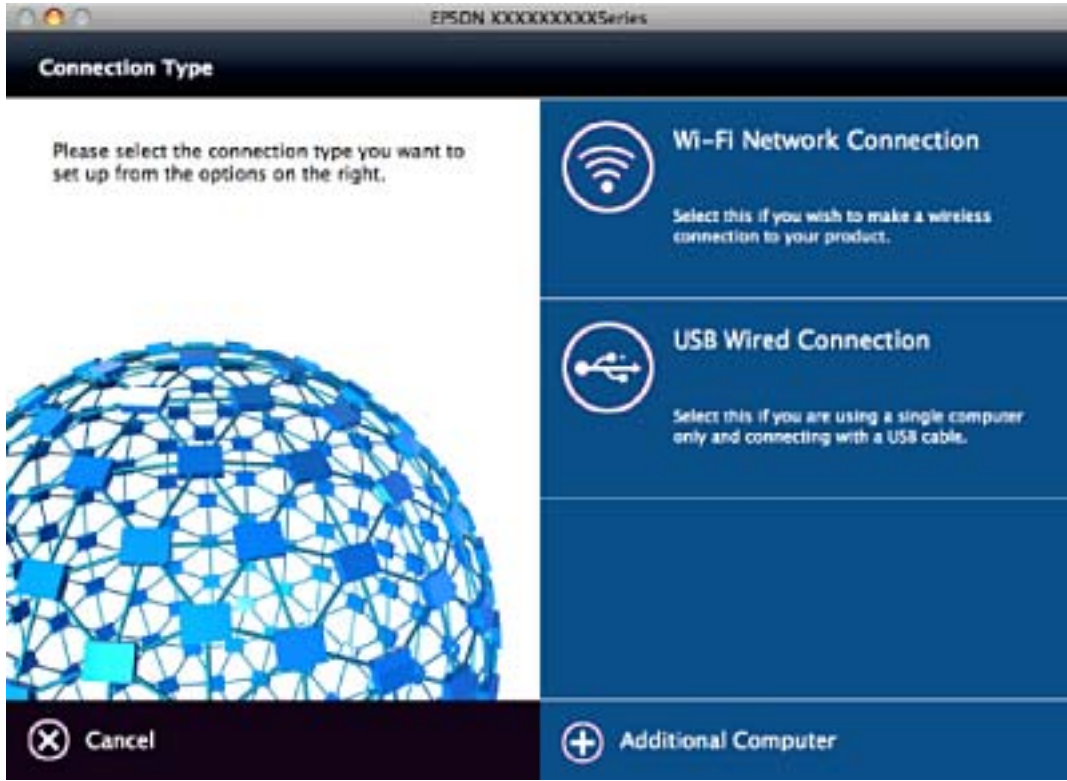 EPSON XXXXXXXXXSeries
Connection Type
Please select the connection type you want to
set up from the options on the right.
Wi-Fi Network Connection
Select this if you wish to make a wireless
connection to your product.
USB Wired Connection
Select this if you are using a single computer
only and connecting with a USB cable.
Cancel
Additional Computer